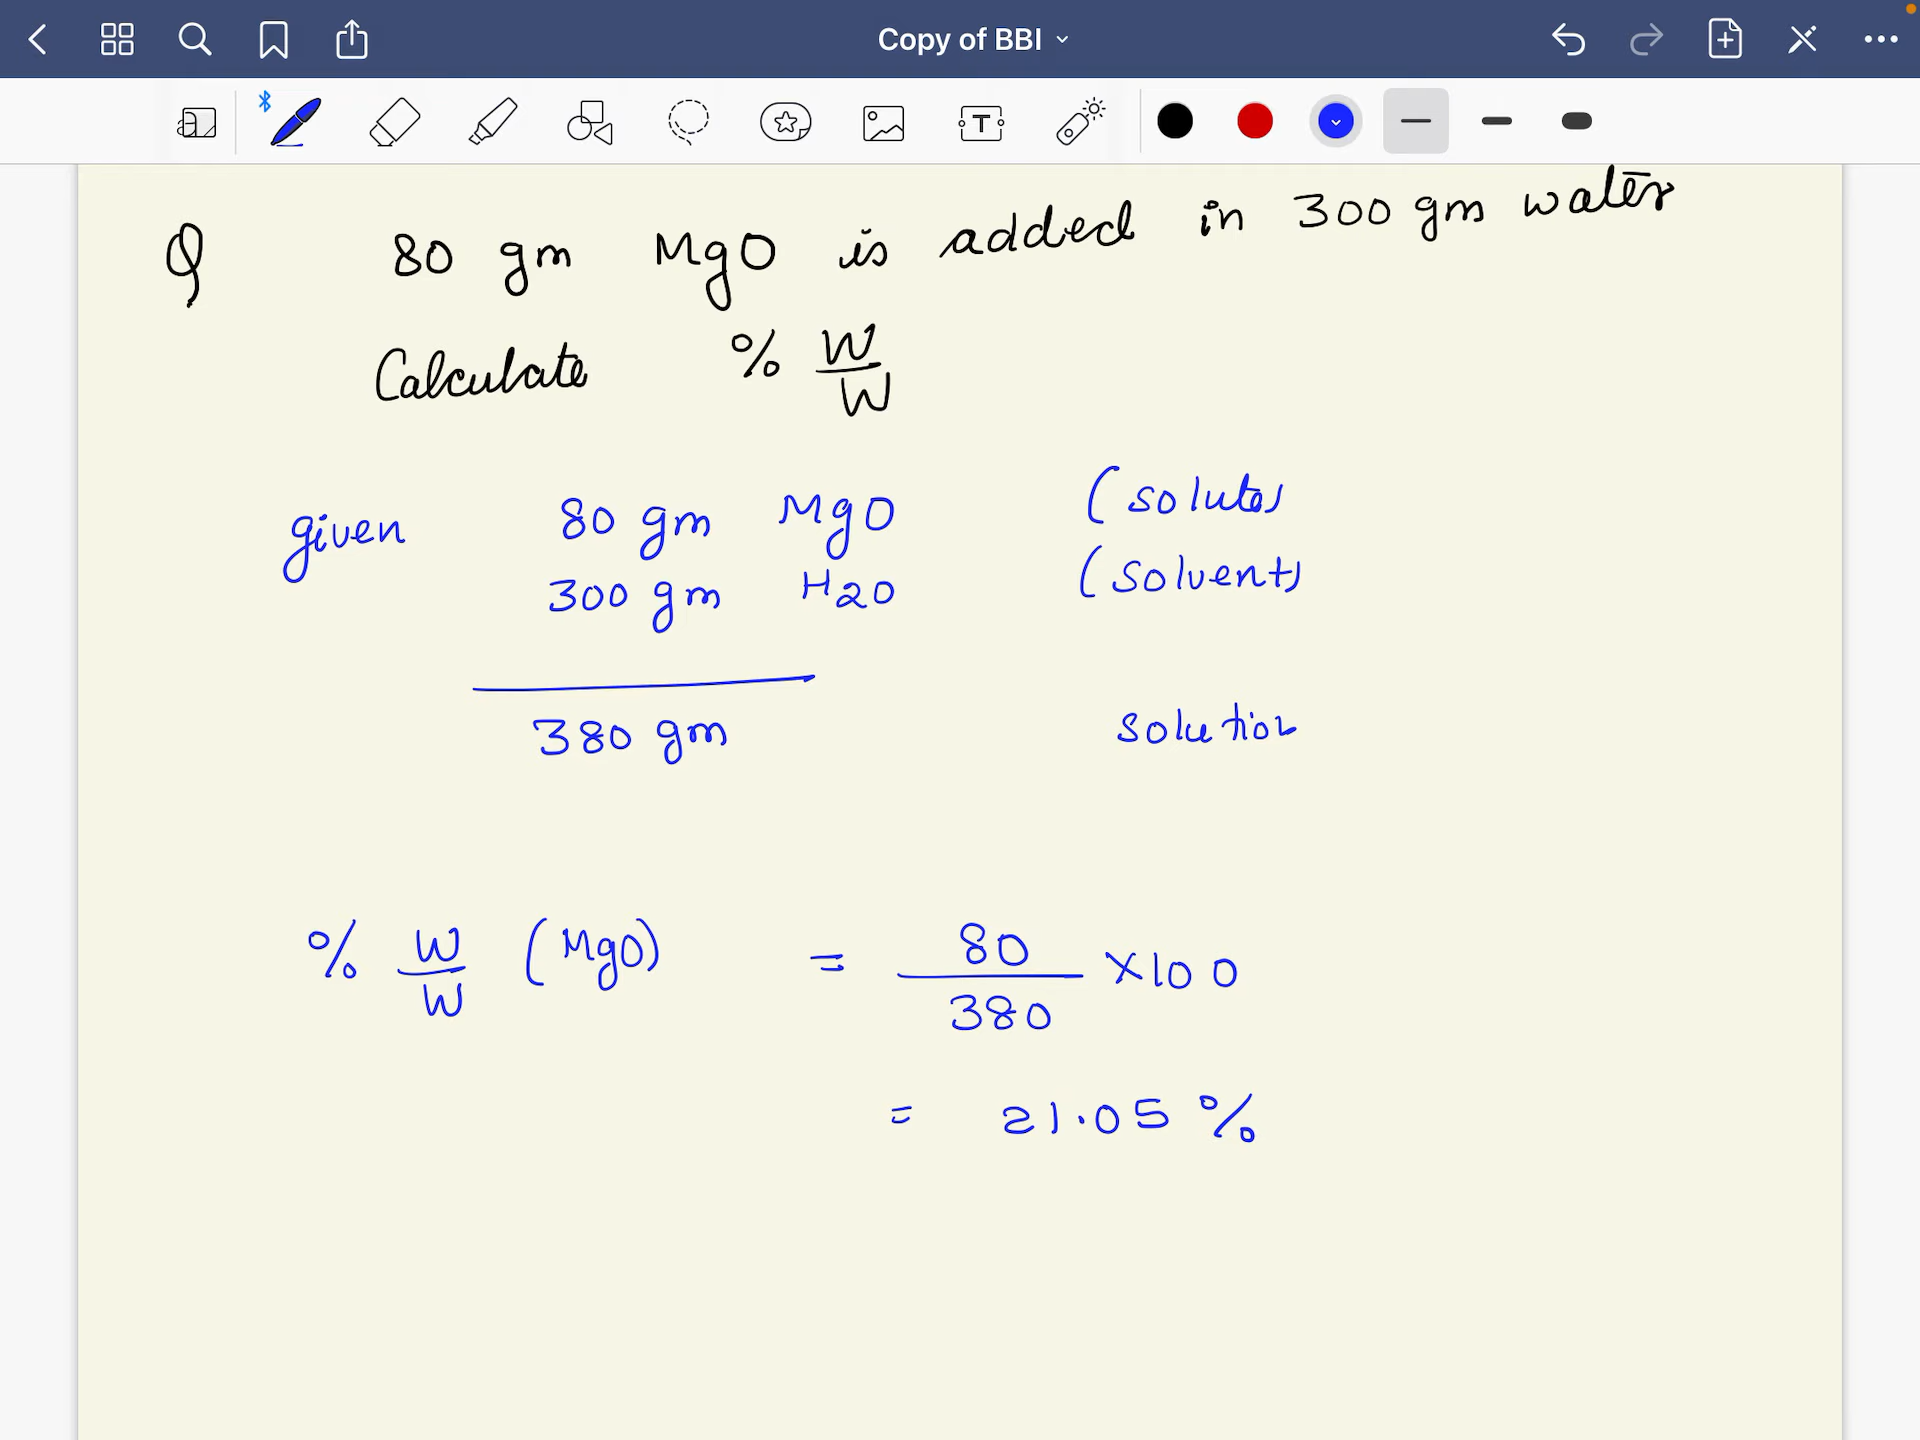 Copy of BBI
T
Q 80 gm MgO is added in 300 gm water
Calculate % W/W
given 80 gm MgO (solute)
300 gm H2O (solvent)
380 gm solution
% W/W (MgO) = 80/380 ×100
= 21.05 %